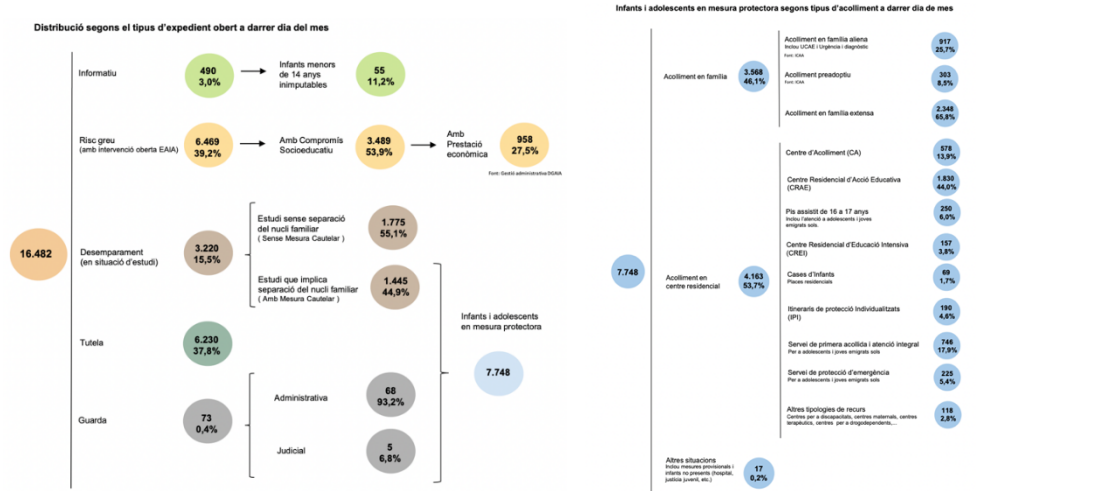 Distribució segons el tipus d'expedient obert a darrer dia del mes
16.482
Informatiu
490
3,0%
Infants menors
de 14 anys
inimputables
55
11,2%
Risc greu
(amb intervenció oberta EAIA)
6.469
39,2%
Amb Compromís
Socioeducatiu
3.489
53,9%
Amb
Prestació
econòmica
958
27,5%
Font: Gestió administrativa DGAIA
Desemparament
(en situació d'estudi)
3.220
15,5%
Estudi sense separació
del nucli familiar
( Sense Mesura Cautelar )
1.775
55,1%
Estudi que implica
separació del nucli familiar
( Amb Mesura Cautelar )
1.445
44,9%
Tutela
6.230
37,8%
Guarda
73
0,4%
Administrativa
68
93,2%
Judicial
5
6,8%
Infants i adolescents
en mesura protectora
7.748
Infants i adolescents en mesura protectora segons tipus d'acolliment a darrer dia de mes
7.748
Acolliment en família
3.568
46,1%
Acolliment en família aliena
Inclou UCAE i Urgència i diagnòstic
Font: ICAA
917
25,7%
Acolliment preadoptiu
Font: ICAA
303
8,5%
Acolliment en família extensa
2.348
65,8%
Acolliment en
centre residencial
4.163
53,7%
Centre d'Acolliment (CA)
578
13,9%
Centre Residencial d'Acció Educativa
(CRAE)
1.830
44,0%
Pis assistit de 16 a 17 anys
Inclou l'atenció a adolescents i joves
emigrats sols
250
6,0%
Centre Residencial d'Educació Intensiva
(CREI)
157
3,8%
Cases d'Infants
Places residencials
69
1,7%
Itineraris de protecció Individualitzats
(IPI)
190
4,6%
Servei de primera acollida i atenció integral
Per a adolescents i joves emigrats sols
746
17,9%
Servei de protecció d'emergència
Per a adolescents i joves emigrats sols
225
5,4%
Altres tipologies de recurs
Centres per a discapacitats, centres maternals, centres
terapèutics, centres per a drogodependents,...
118
2,8%
Altres situacions
Inclou mesures provisionals i
infants no presents (hospital,
justícia juvenil, etc.)
17
0,2%